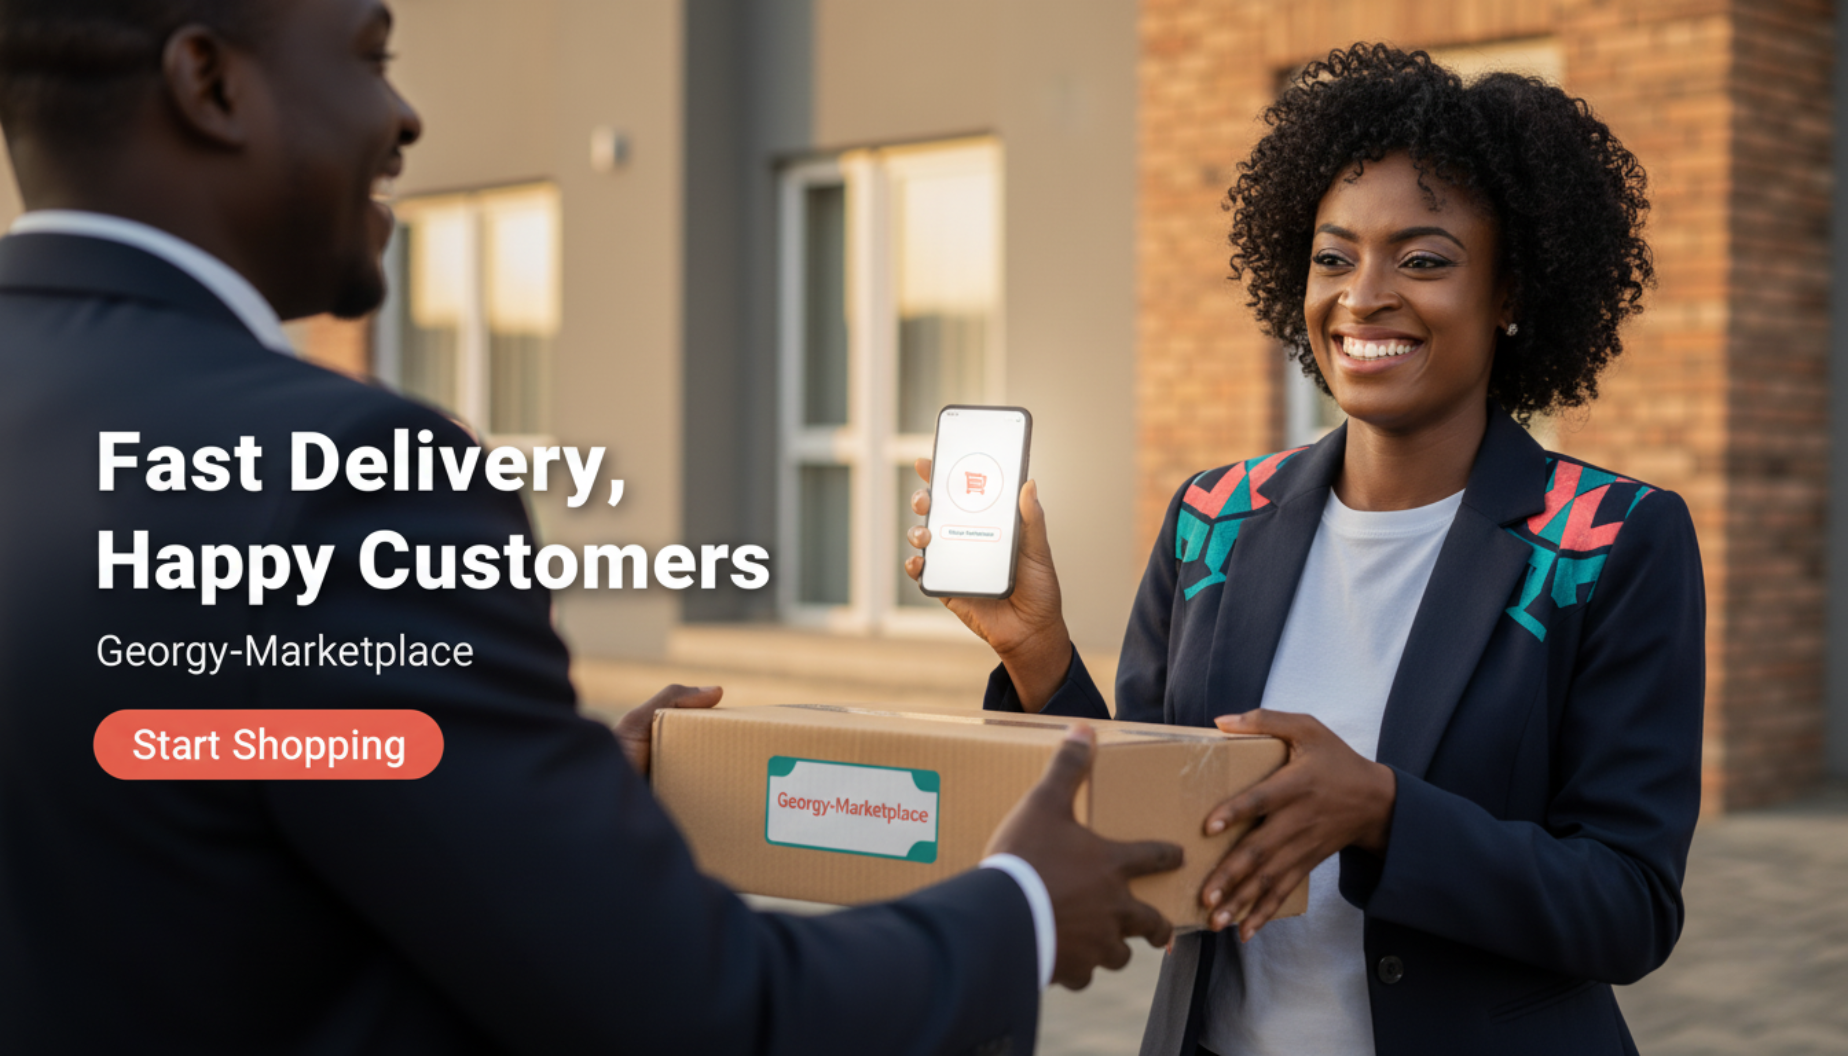 Fast Delivery,
Happy Customers
Georgy-Marketplace
Start Shopping
Georgy-Marketplace